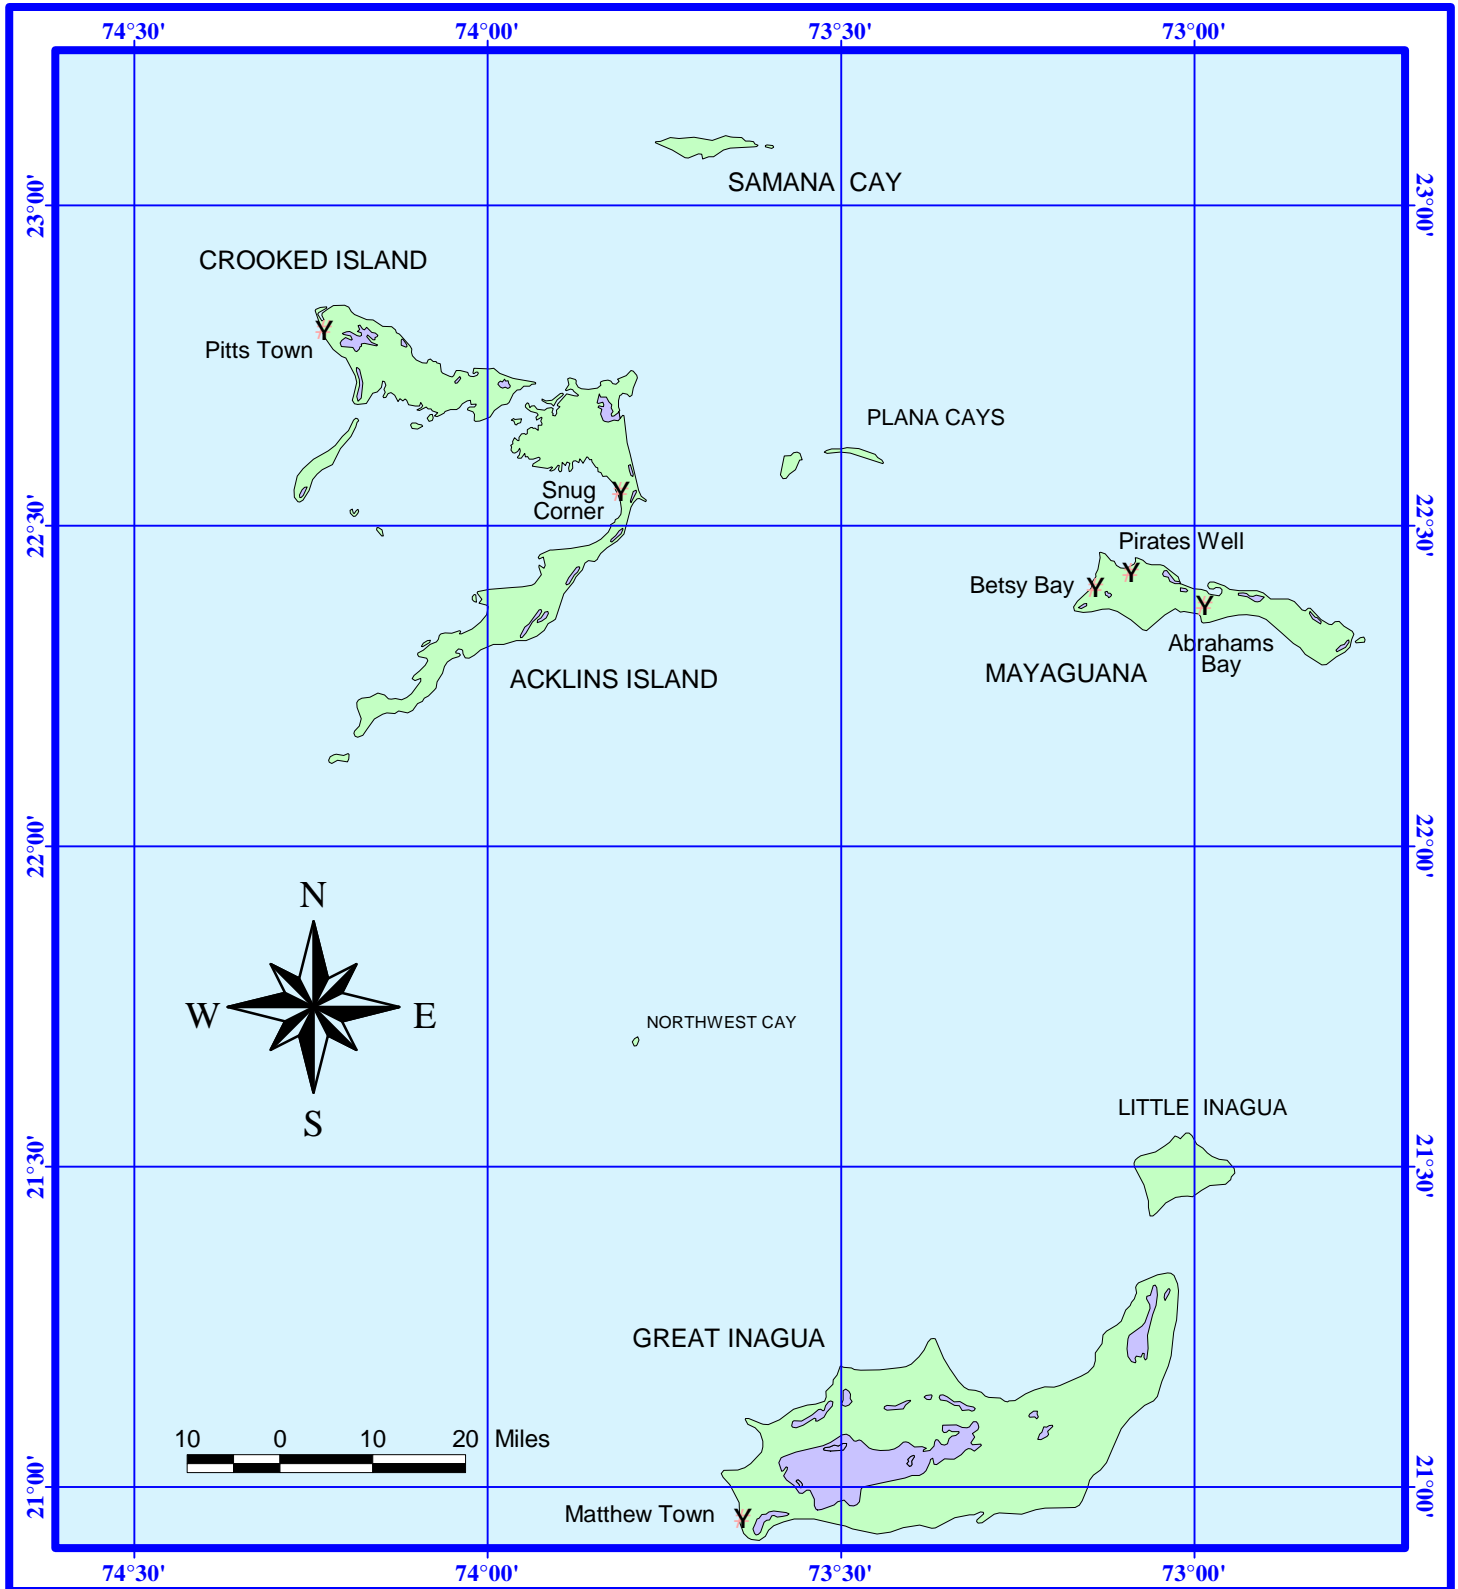 74°30' 74°00' 73°30' 73°00'
SAMANA CAY
23°00' 23°00'
CROOKED ISLAND
Y
Pitts Town
PLANA CAYS
Y
Snug
Corner
22°30' 22°30'
Pirates Well
Y
Betsy Bay Y
Y
Abrahams
Bay
MAYAGUANA
ACKLINS ISLAND
22°00' 22°00'
N
W E
S
NORTHWEST CAY
LITTLE INAGUA
21°30' 21°30'
GREAT INAGUA
10 0 10 20 Miles
21°00' 21°00'
Matthew Town Y
74°30' 74°00' 73°30' 73°00'